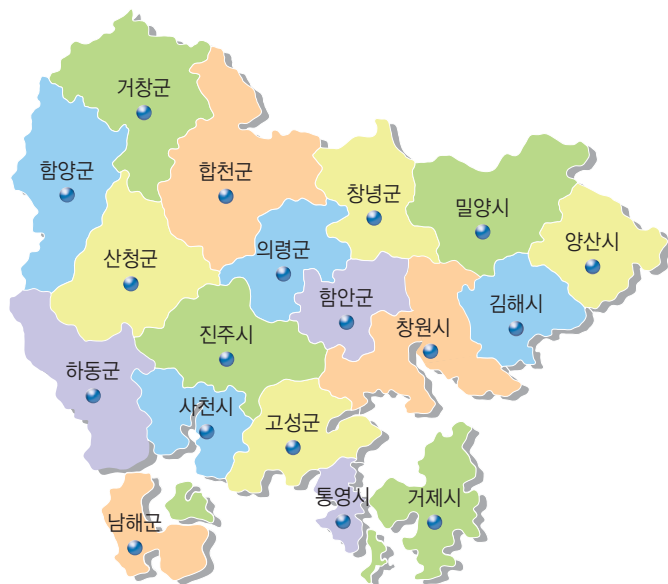 거창군
함양군
합천군
창녕군
밀양시
양산시
산청군
의령군
함안군
김해시
창원시
진주시
하동군
사천시
고성군
통영시
거제시
남해군